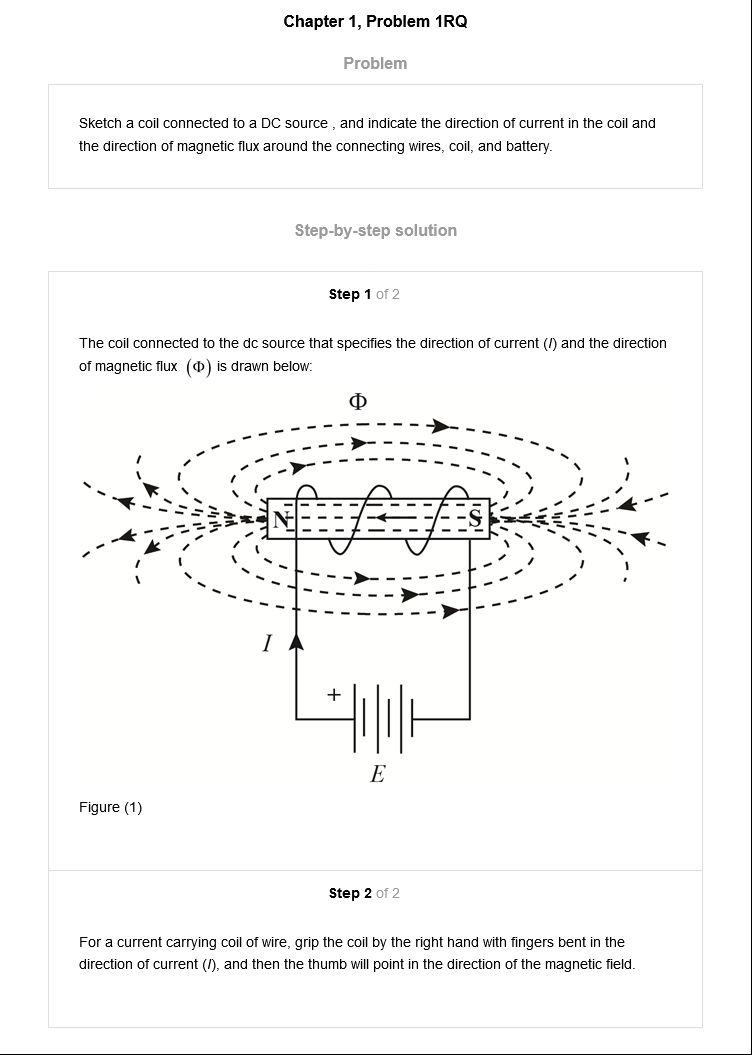 Chapter 1, Problem 1RQ
Problem
Sketch a coil connected to a DC source , and indicate the direction of current in the coil and
the direction of magnetic flux around the connecting wires, coil, and battery.
Step-by-step solution
Step 1 of 2
The coil connected to the dc source that specifies the direction of current (I) and the direction
of magnetic flux (Φ) is drawn below:
Φ
N
S
I
+
E
Figure (1)
Step 2 of 2
For a current carrying coil of wire, grip the coil by the right hand with fingers bent in the
direction of current (I), and then the thumb will point in the direction of the magnetic field.